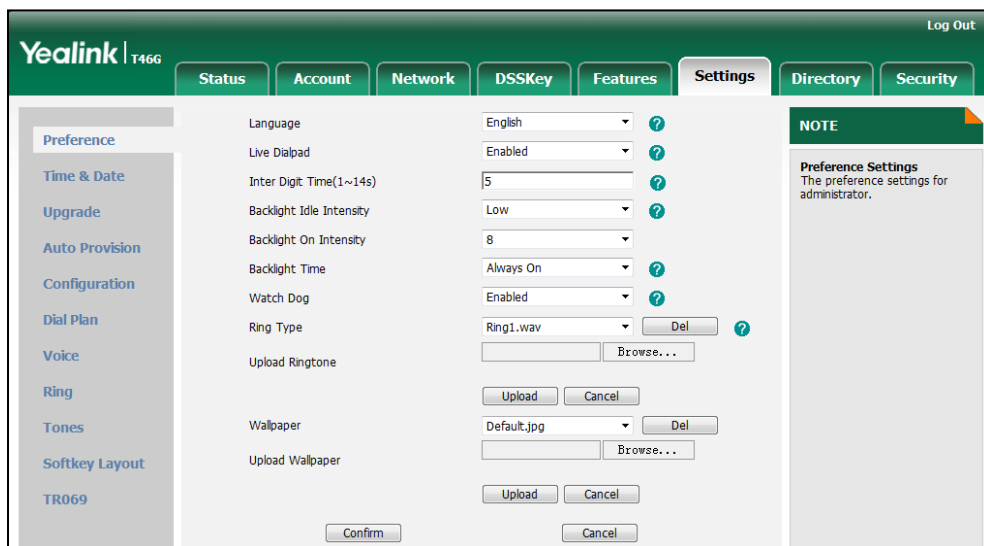 Log Out
Yealink | T46G
Status Account Network DSSKey Features Settings Directory Security
Preference
Time & Date
Upgrade
Auto Provision
Configuration
Dial Plan
Voice
Ring
Tones
Softkey Layout
TR069
Language English ?
Live Dialpad Enabled ?
Inter Digit Time(1~14s) 5 ?
Backlight Idle Intensity Low ?
Backlight On Intensity 8
Backlight Time Always On ?
Watch Dog Enabled ?
Ring Type Ring1.wav Del ?
Upload Ringtone Browse...
Upload Cancel
Wallpaper Default.jpg Del
Upload Wallpaper Browse...
Upload Cancel
Confirm Cancel
NOTE
Preference Settings
The preference settings for
administrator.